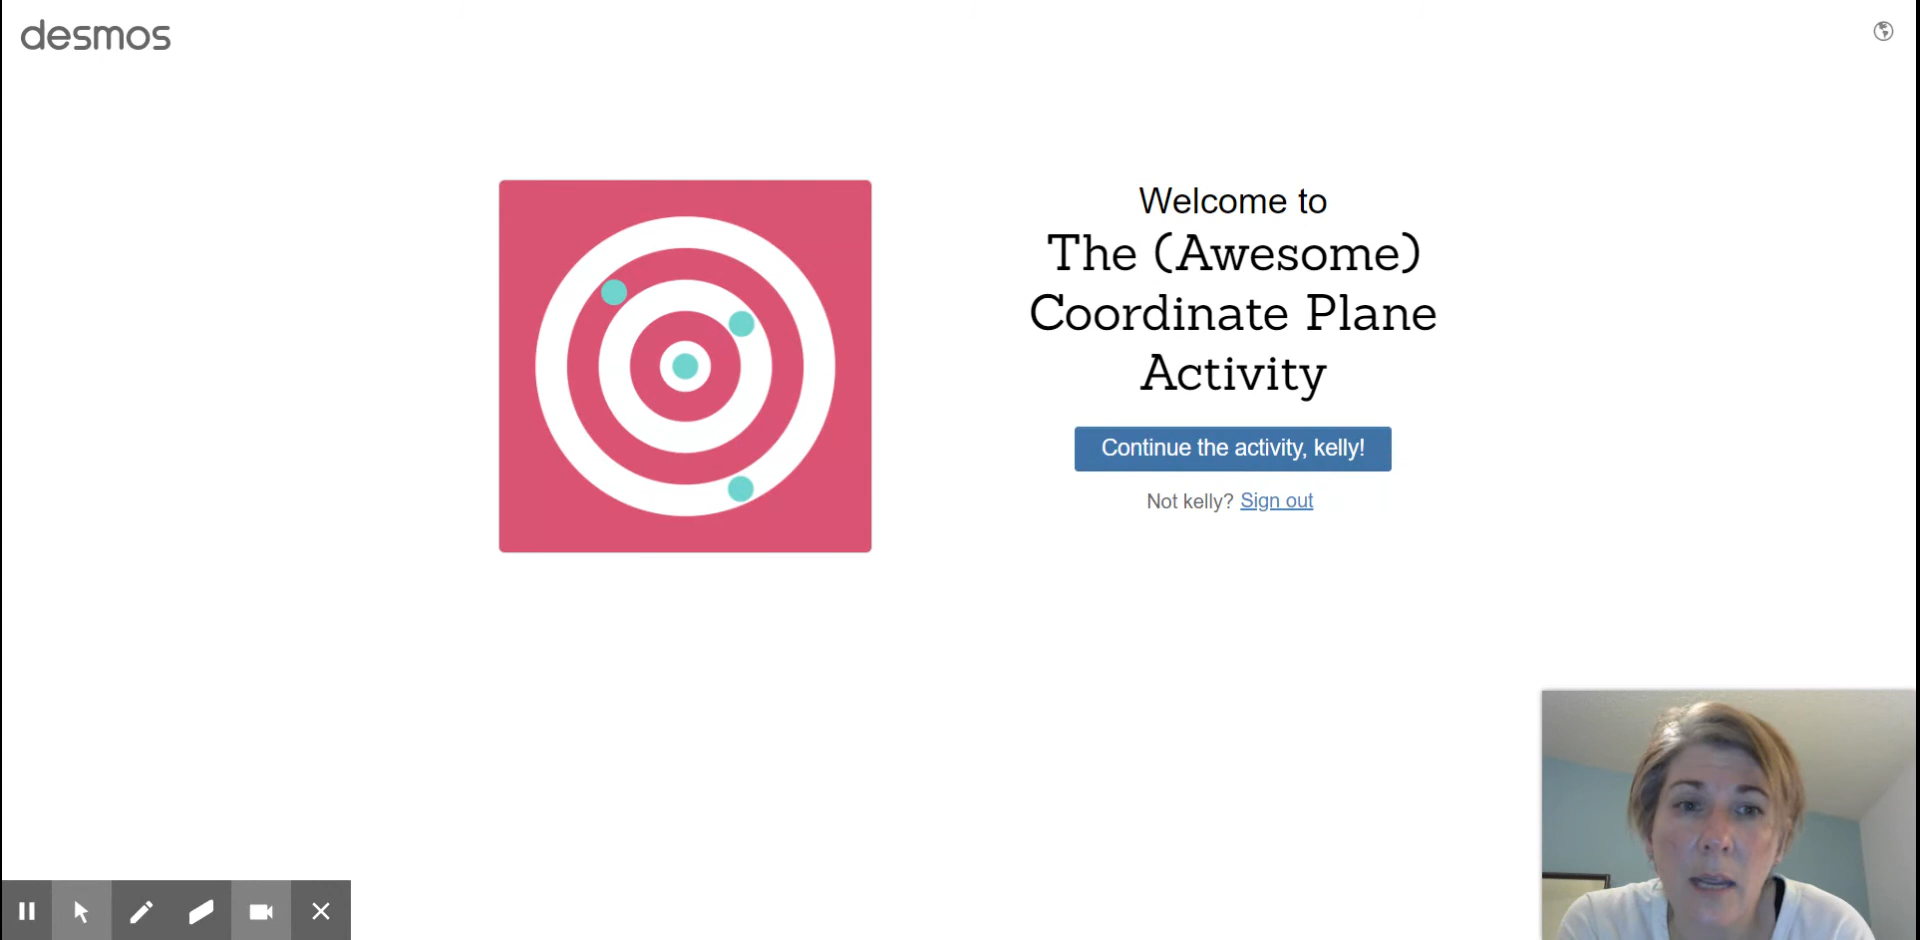 desmos
Welcome to
The (Awesome)
Coordinate Plane
Activity
Continue the activity, kelly!
Not kelly? Sign out